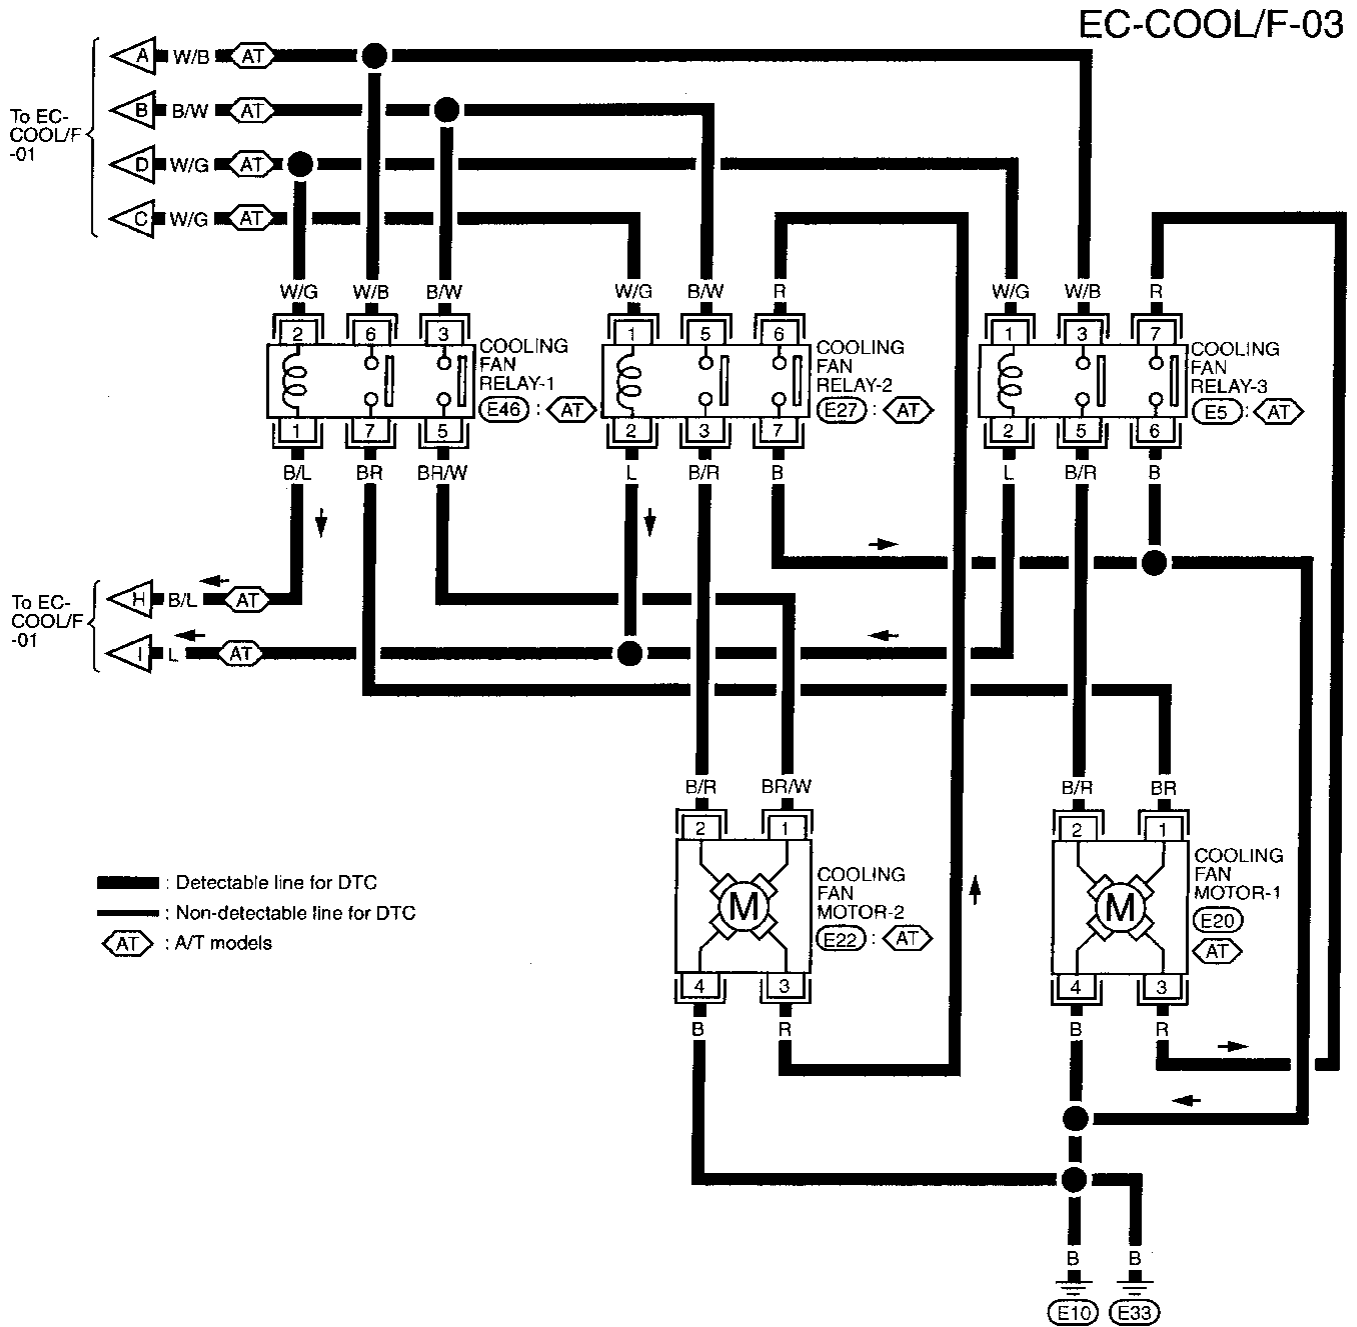 EC-COOL/F-03
To EC-
COOL/F
-01
A W/B AT
B B/W AT
D W/G AT
C W/G AT
W/G W/B B/W W/G B/W R W/G W/B R
2 6 3 1 5 6 1 3 7
COOLING
FAN
RELAY-1
E46 : AT
COOLING
FAN
RELAY-2
E27 : AT
COOLING
FAN
RELAY-3
E5 : AT
1 7 5 2 3 7 2 5 6
B/L BR BR/W L B/R B L B/R B
To EC-
COOL/F
-01
H B/L AT
I L AT
B/R BR/W B/R BR
2 1 2 1
M M
COOLING
FAN
MOTOR-2
E22 : AT
COOLING
FAN
MOTOR-1
E20
AT
4 3 4 3
B R B R
: Detectable line for DTC
: Non-detectable line for DTC
AT : A/T models
B B
E10 E33